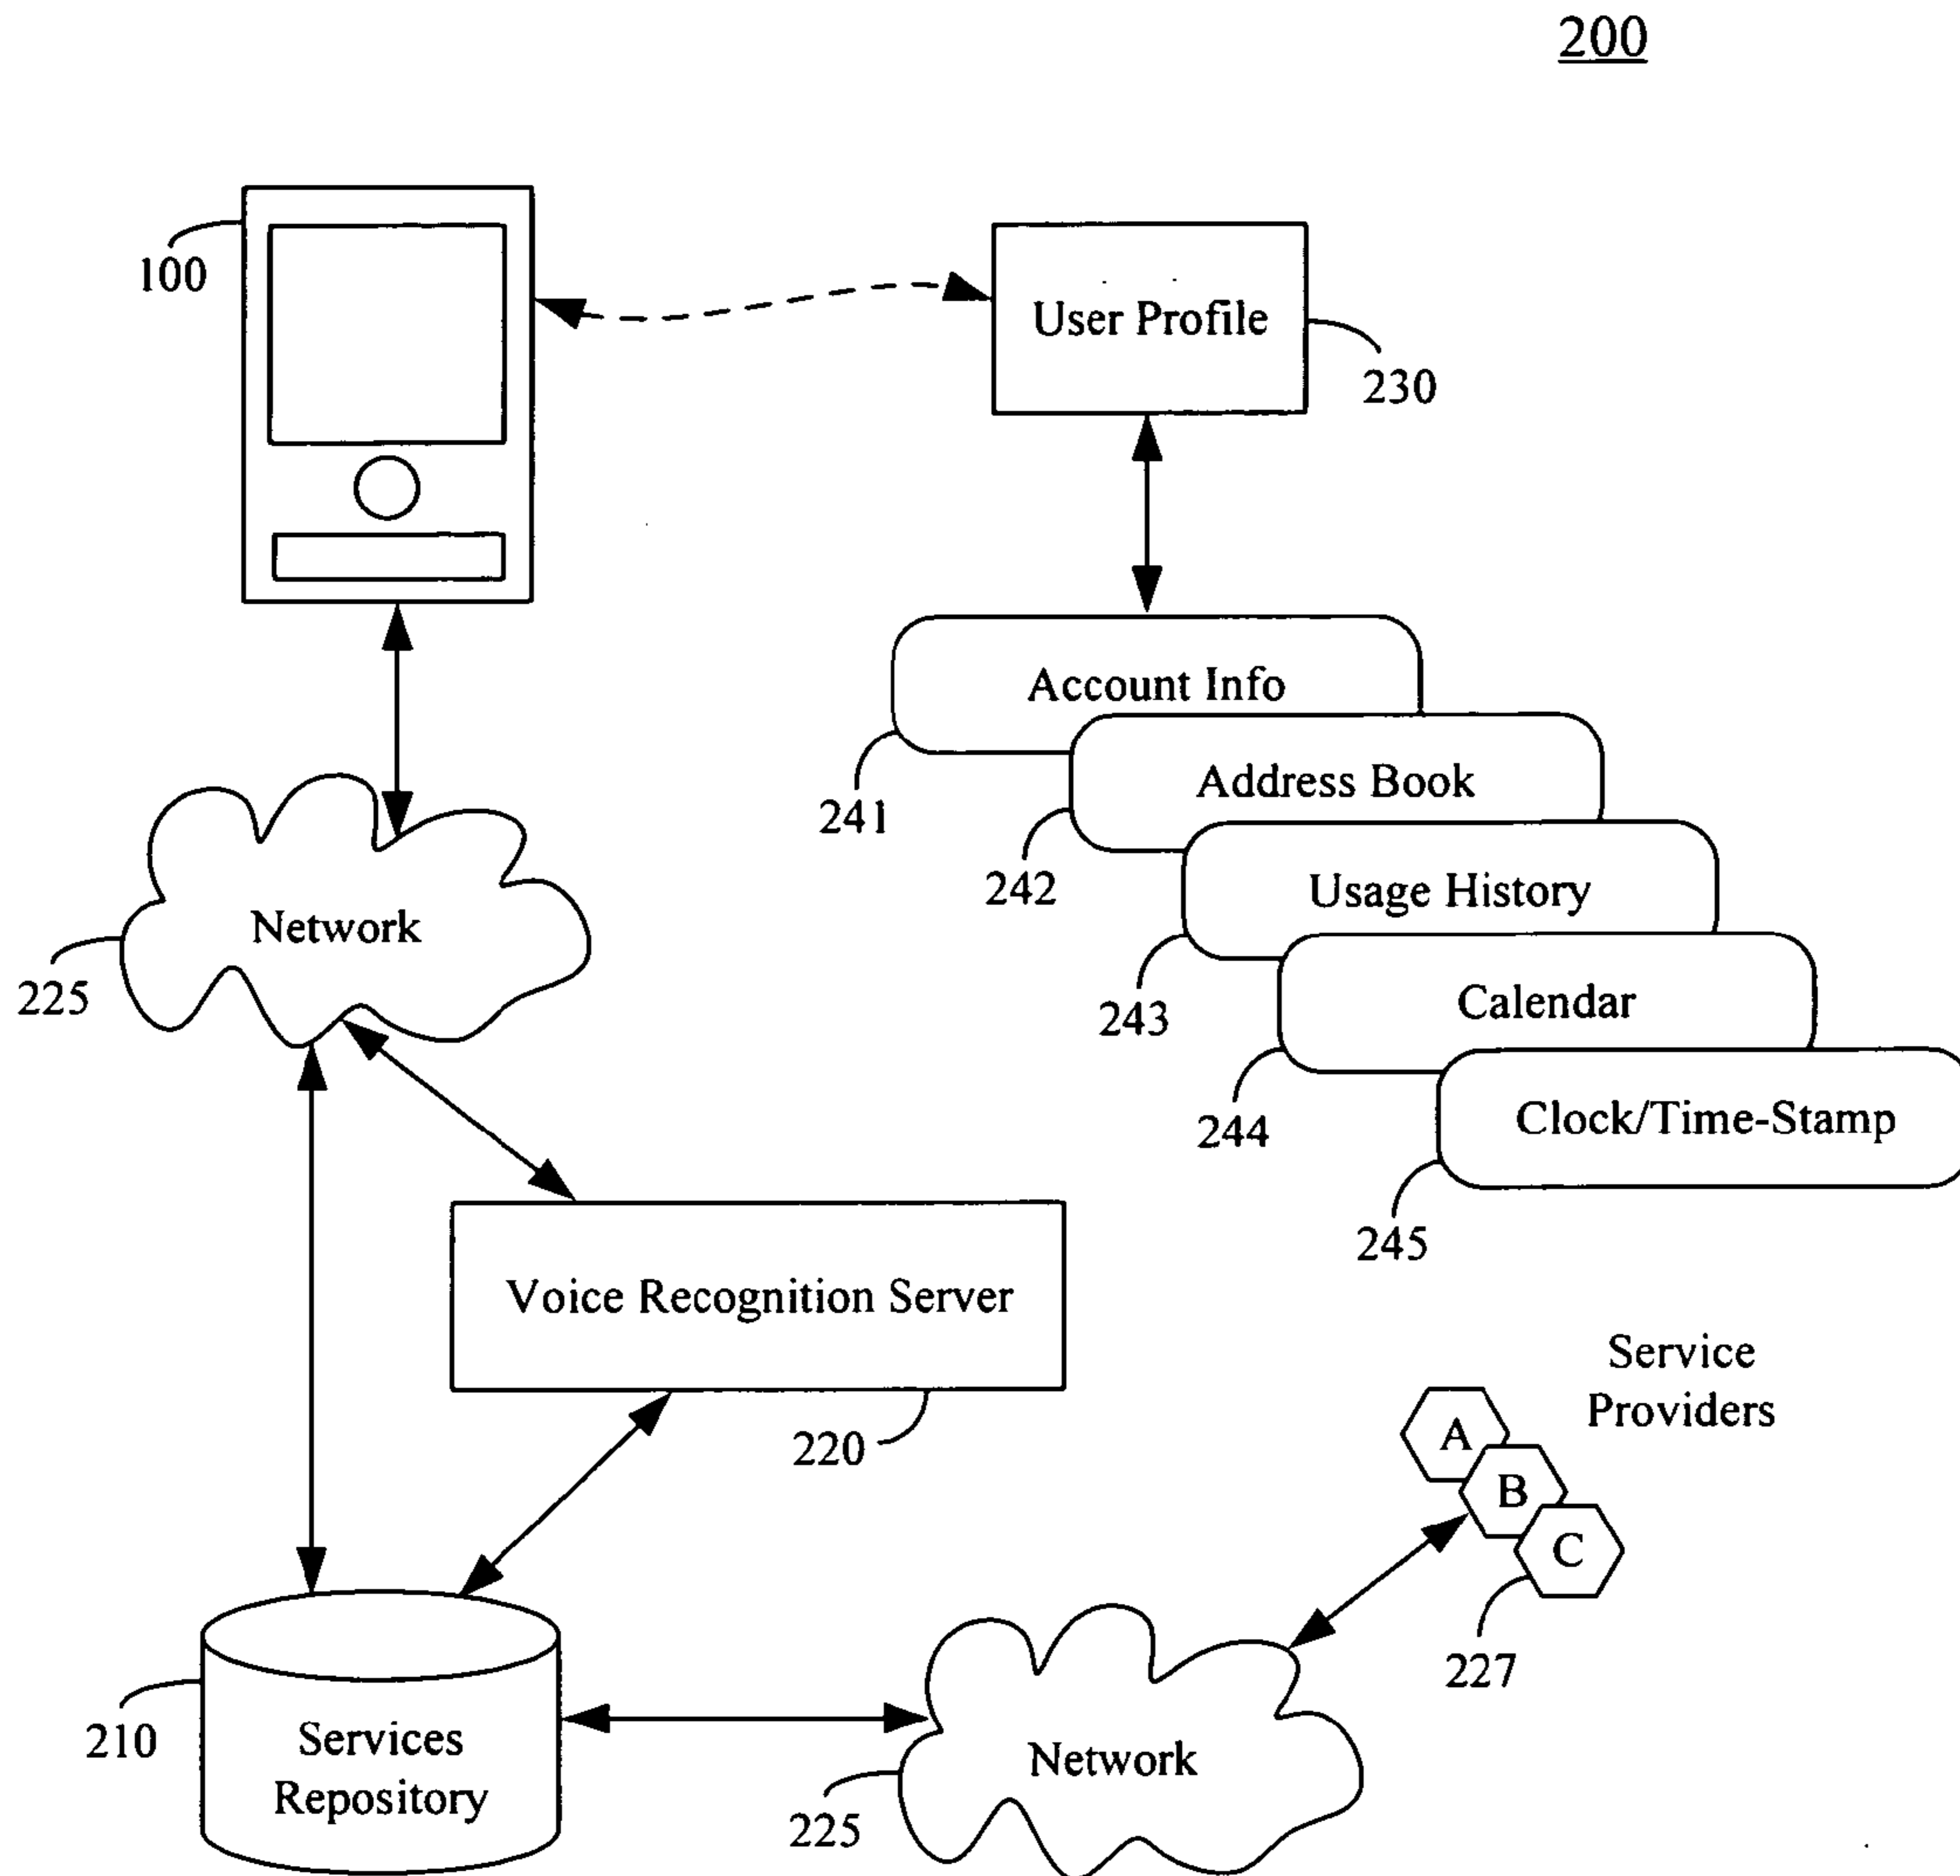 200
100
User Profile
230
Account Info
241
Address Book
242
Usage History
243
Calendar
244
Clock/Time-Stamp
245
Network
225
Voice Recognition Server
220
Service
Providers
A
B
C
227
Services
Repository
210
Network
225